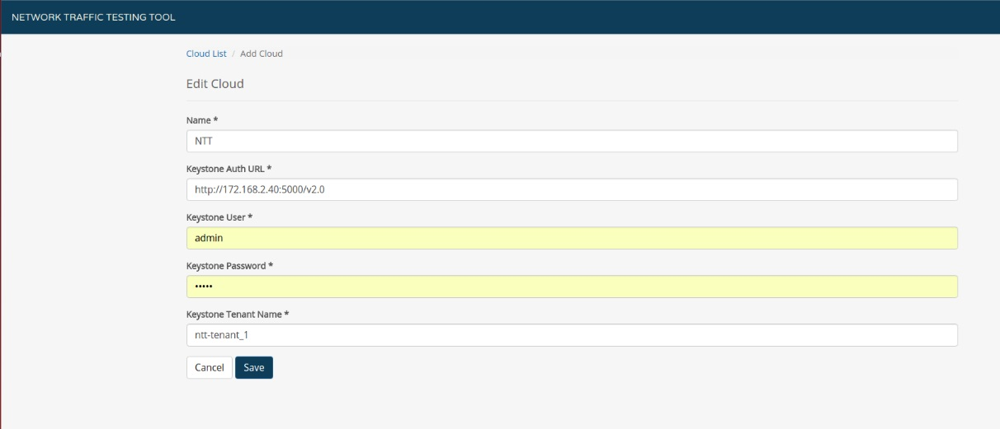 NETWORK TRAFFIC TESTING TOOL
Cloud List / Add Cloud
Edit Cloud
Name *
NTT
Keystone Auth URL *
http://172.168.2.40:5000/v2.0
Keystone User *
admin
Keystone Password *
•••••
Keystone Tenant Name *
ntt-tenant_1
Cancel Save